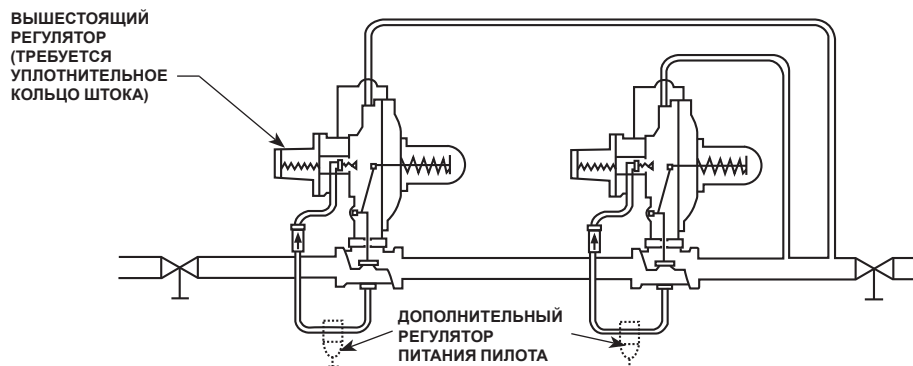 ВЫШЕСТОЯЩИЙ
РЕГУЛЯТОР
(ТРЕБУЕТСЯ
УПЛОТНИТЕЛЬНОЕ
КОЛЬЦО ШТОКА)
ДОПОЛНИТЕЛЬНЫЙ
РЕГУЛЯТОР
ПИТАНИЯ ПИЛОТА